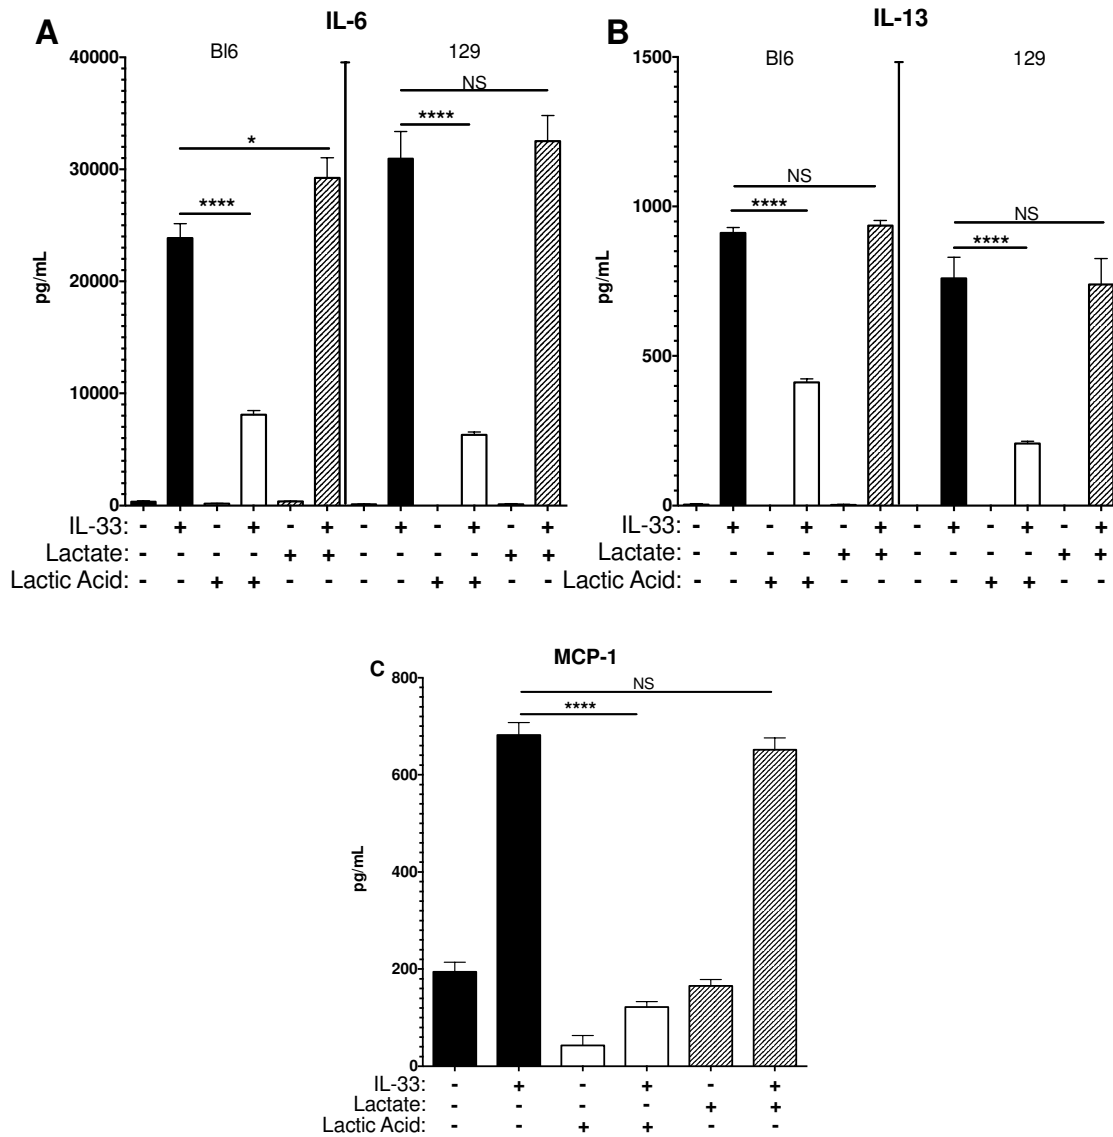 A
IL-6
Bl6
129
NS
****
*
****
40000
30000
20000
10000
0
pg/mL
IL-33: - + - + - + - + - + - +
Lactate: - - - - + + - - - - + +
Lactic Acid: - - + + - - - - + + - -
B
IL-13
Bl6
129
NS
****
NS
****
1500
1000
500
0
pg/mL
IL-33: - + - + - + - + - + - +
Lactate: - - - - + + - - - - + +
Lactic Acid: - - + + - - - - + + - -
C
MCP-1
NS
****
800
600
400
200
0
pg/mL
IL-33: - + - + - +
Lactate: - - - - + +
Lactic Acid: - - + + - -